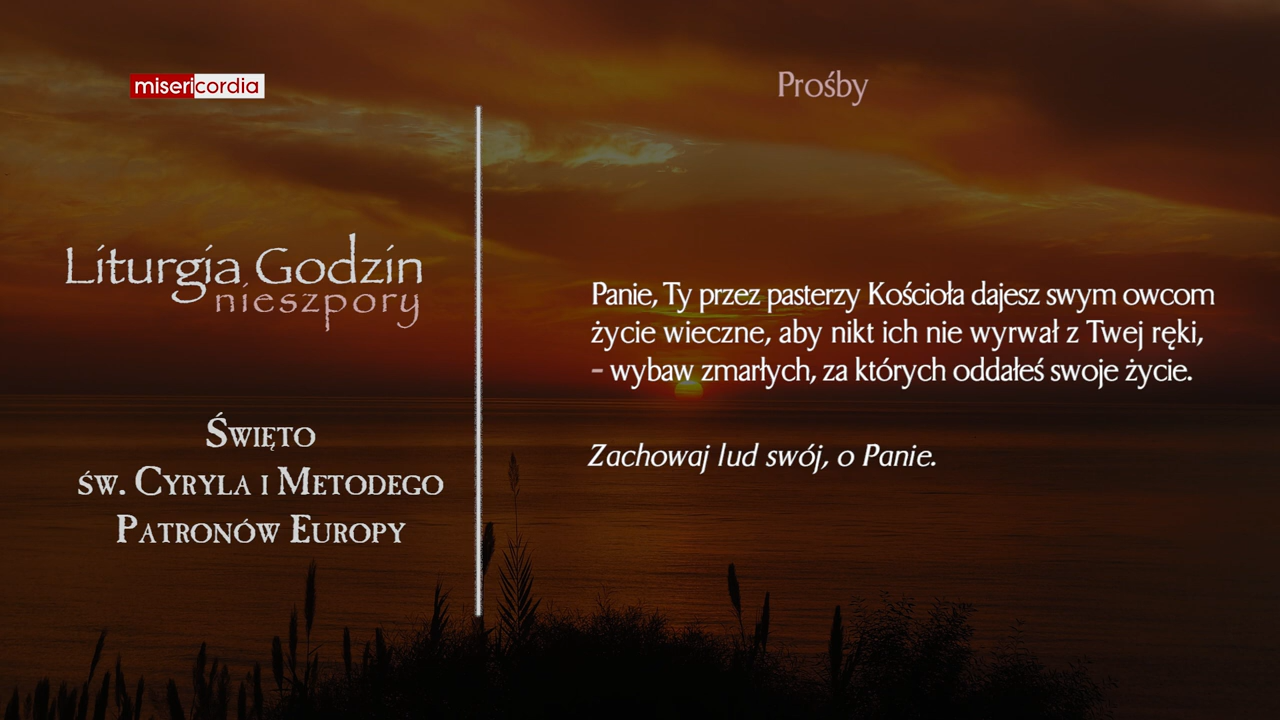 misericordia
Liturgia Godzin
nieszpory
Święto
św. Cyryla i Metodego
Patronów Europy
Prośby
Panie, Ty przez pasterzy Kościoła dajesz swym owcom
życie wieczne, aby nikt ich nie wyrwał z Twej ręki,
– wybaw zmarłych, za których oddałeś swoje życie.
Zachowaj lud swój, o Panie.